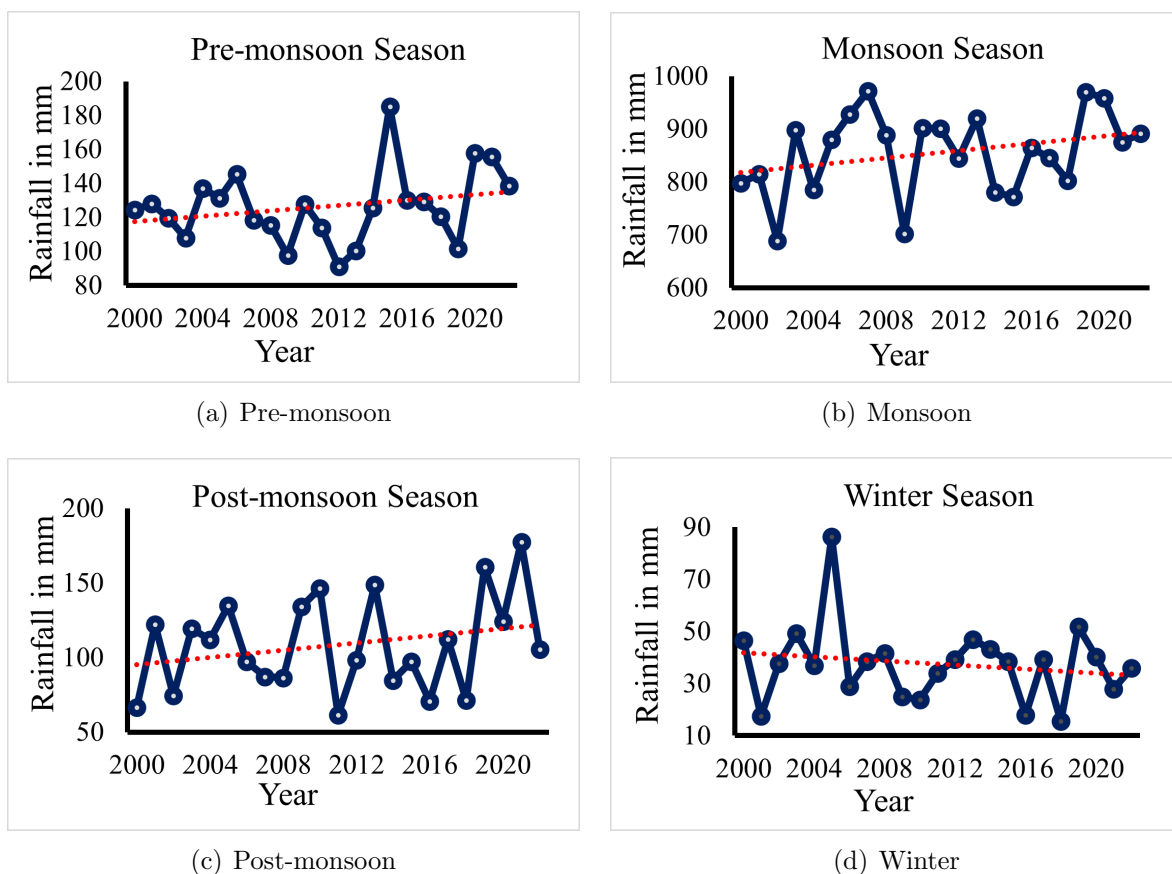 Pre-monsoon Season
Rainfall in mm
200
180
160
140
120
100
80
2000 2004 2008 2012 2016 2020
Year
(a) Pre-monsoon
Monsoon Season
Rainfall in mm
1000
900
800
700
600
2000 2004 2008 2012 2016 2020
Year
(b) Monsoon
Post-monsoon Season
Rainfall in mm
200
150
100
50
2000 2004 2008 2012 2016 2020
Year
(c) Post-monsoon
Winter Season
Rainfall in mm
90
70
50
30
10
2000 2004 2008 2012 2016 2020
Year
(d) Winter